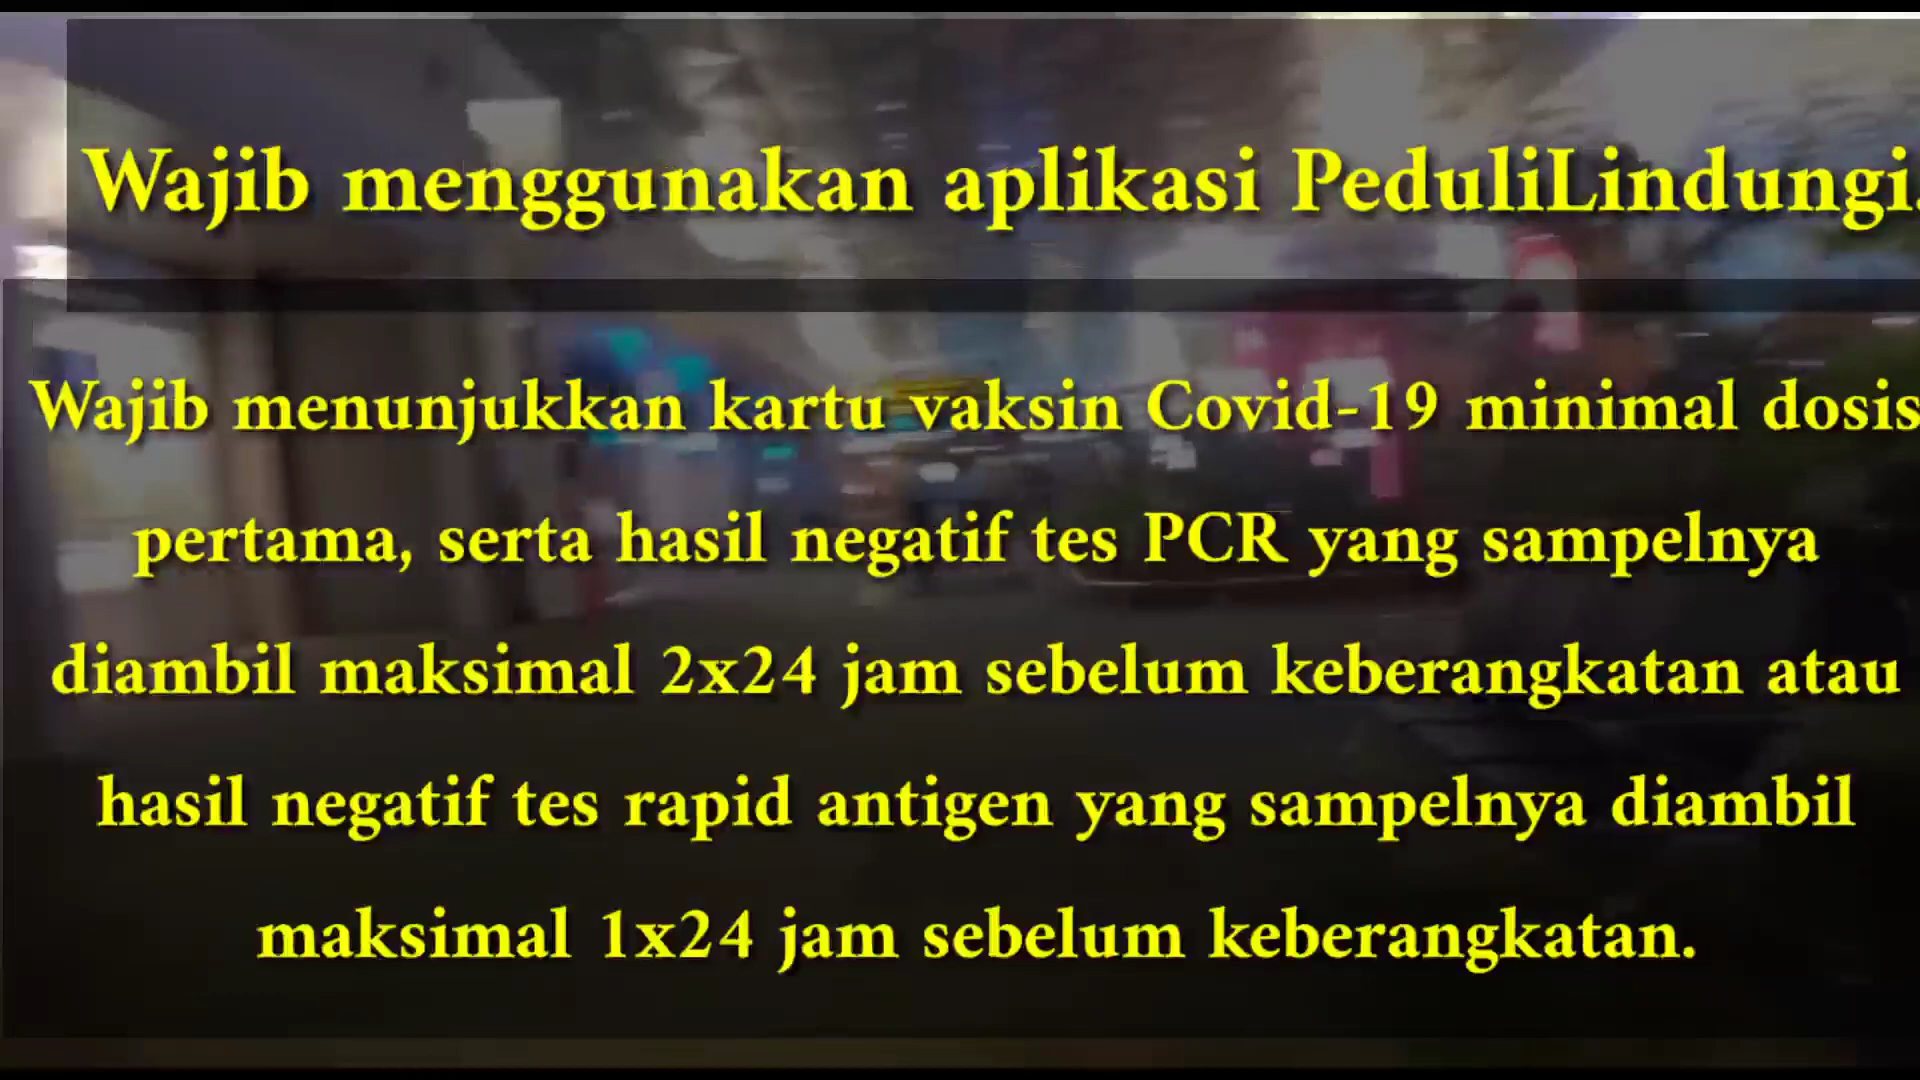 Wajib menggunakan aplikasi PeduliLindungi.
Wajib menunjukkan kartu vaksin Covid-19 minimal dosis
pertama, serta hasil negatif tes PCR yang sampelnya
diambil maksimal 2x24 jam sebelum keberangkatan atau
hasil negatif tes rapid antigen yang sampelnya diambil
maksimal 1x24 jam sebelum keberangkatan.